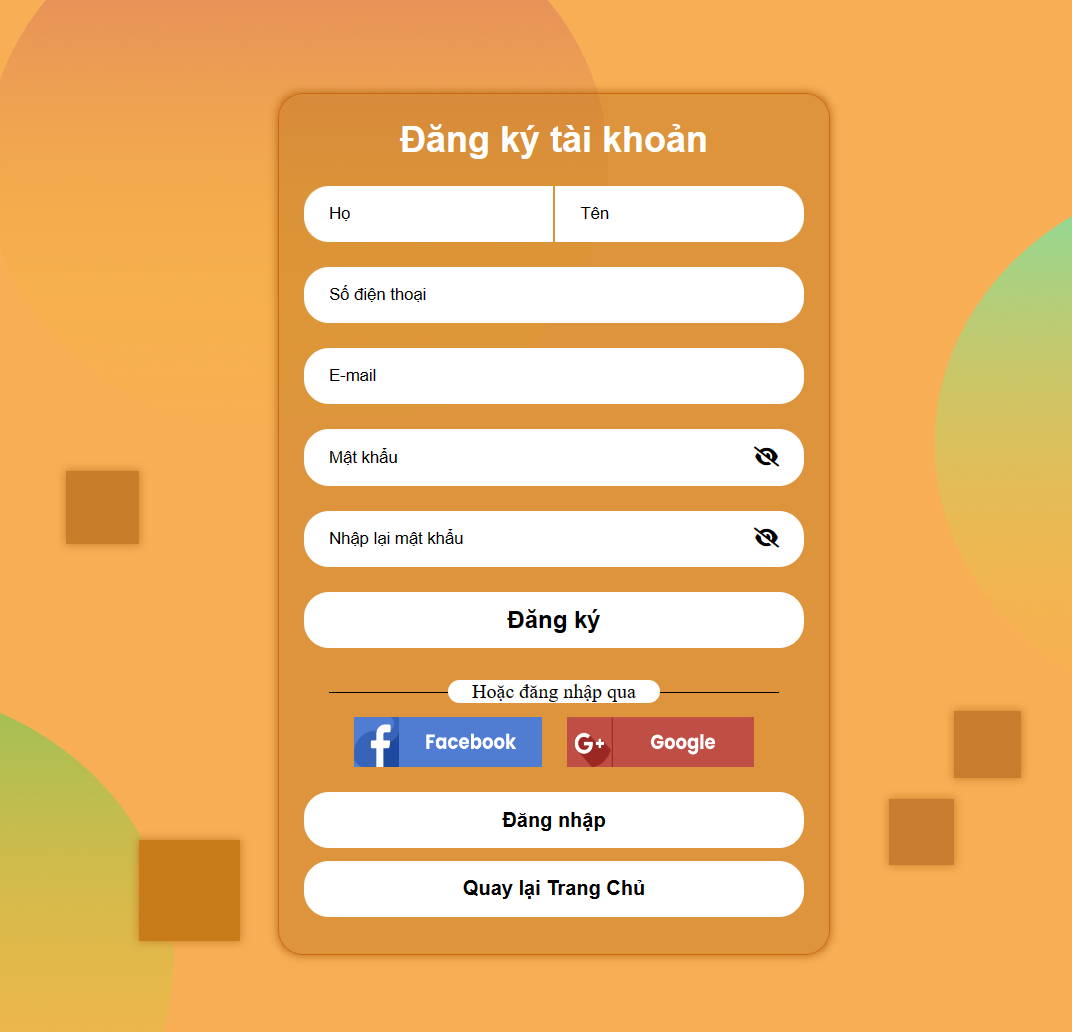 Đăng ký tài khoản
Họ
Tên
Số điện thoại
E-mail
Mật khẩu
Nhập lại mật khẩu
Đăng ký
Hoặc đăng nhập qua
f Facebook
G+ Google
Đăng nhập
Quay lại Trang Chủ